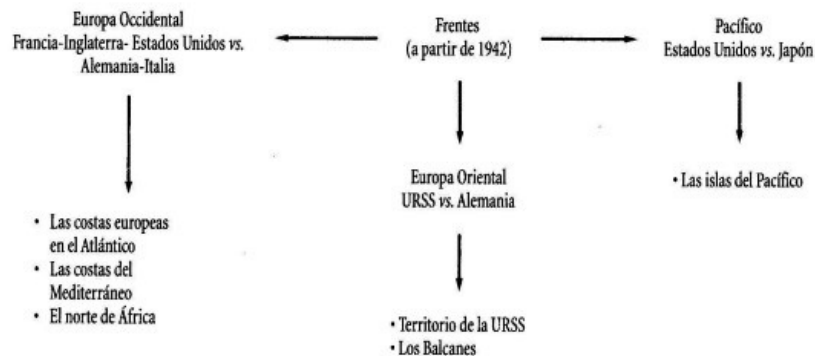 Europa Occidental
Francia-Inglaterra- Estados Unidos vs.
Alemania-Italia
• Las costas europeas
en el Atlántico
• Las costas del
Mediterráneo
• El norte de África
Frentes
(a partir de 1942)
Europa Oriental
URSS vs. Alemania
• Territorio de la URSS
• Los Balcanes
Pacífico
Estados Unidos vs. Japón
• Las islas del Pacífico